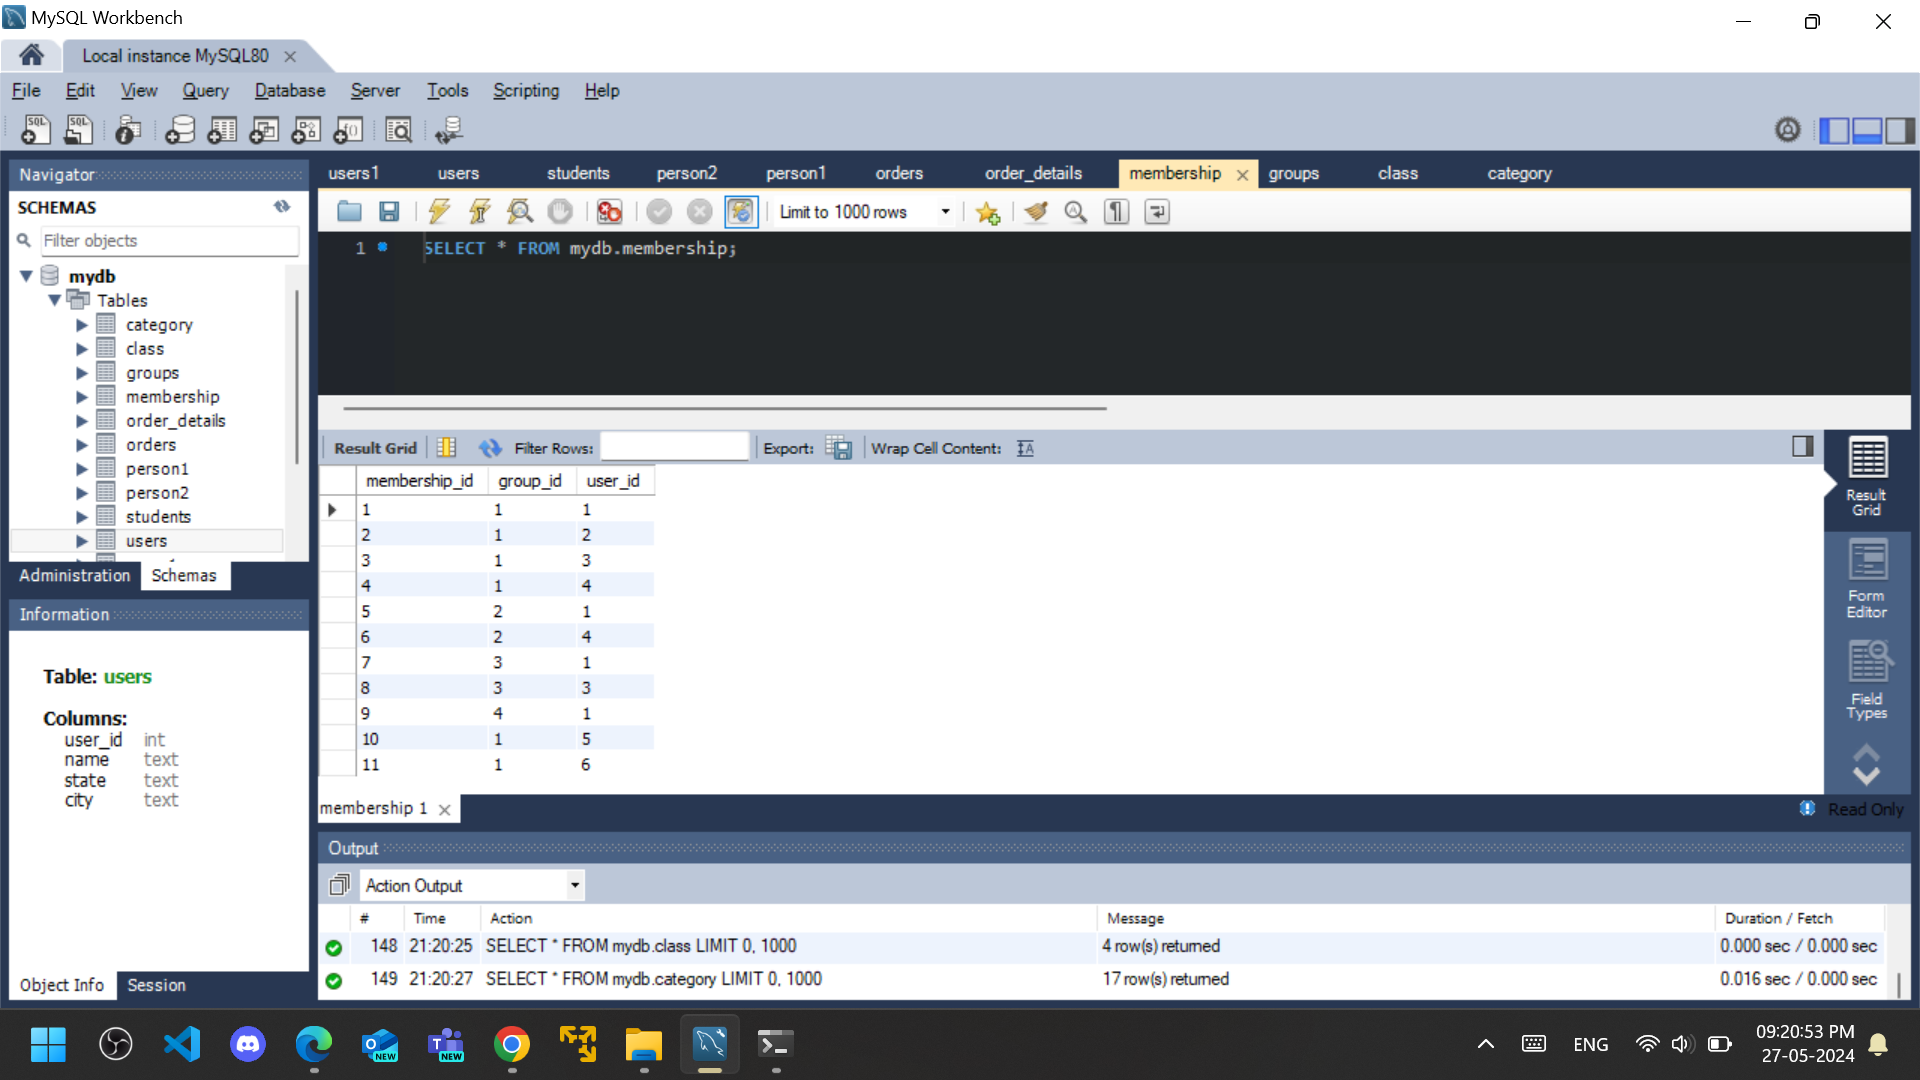 MySQL Workbench
Local instance MySQL80
File Edit View Query Database Server Tools Scripting Help
Navigator
SCHEMAS
Filter objects
mydb
Tables
category
class
groups
membership
order_details
orders
person1
person2
students
users
Administration Schemas
Information
Table: users
Columns:
user_id int
name text
state text
city text
Object Info Session
users1 users students person2 person1 orders order_details membership groups class category
Limit to 1000 rows
1 SELECT * FROM mydb.membership;
Result Grid Filter Rows: Export: Wrap Cell Content:
membership_id group_id user_id
1 1 1
2 1 2
3 1 3
4 1 4
5 2 1
6 2 4
7 3 1
8 3 3
9 4 1
10 1 5
11 1 6
Result
Grid
Form
Editor
Field
Types
membership 1
Read Only
Output
Action Output
# Time Action Message Duration / Fetch
148 21:20:25 SELECT * FROM mydb.class LIMIT 0, 1000 4 row(s) returned 0.000 sec / 0.000 sec
149 21:20:27 SELECT * FROM mydb.category LIMIT 0, 1000 17 row(s) returned 0.016 sec / 0.000 sec
NEW
NEW
ENG
09:20:53 PM
27-05-2024